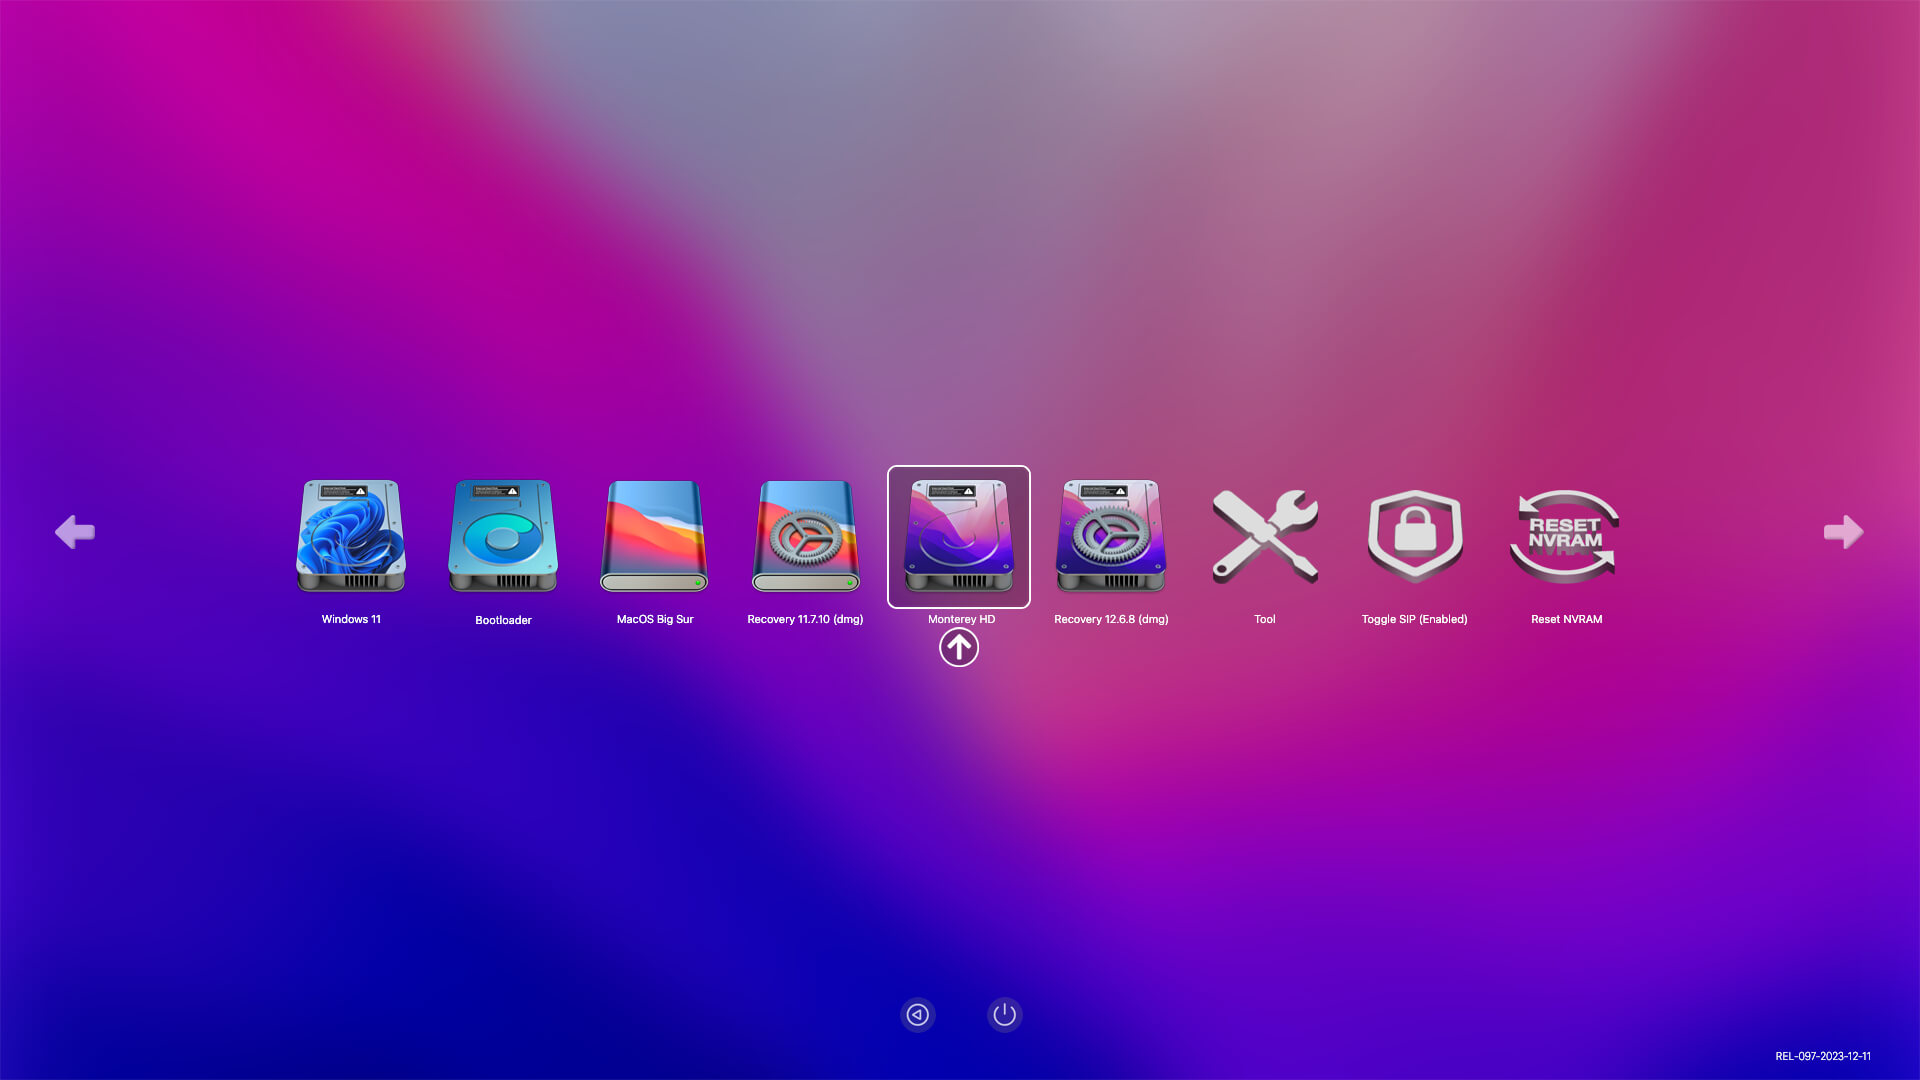 RESET
NVRAM
Windows 11
Bootloader
MacOS Big Sur
Recovery 11.7.10 (dmg)
Monterey HD
Recovery 12.6.8 (dmg)
Tool
Toggle SIP (Enabled)
Reset NVRAM
REL-097-2023-12-11